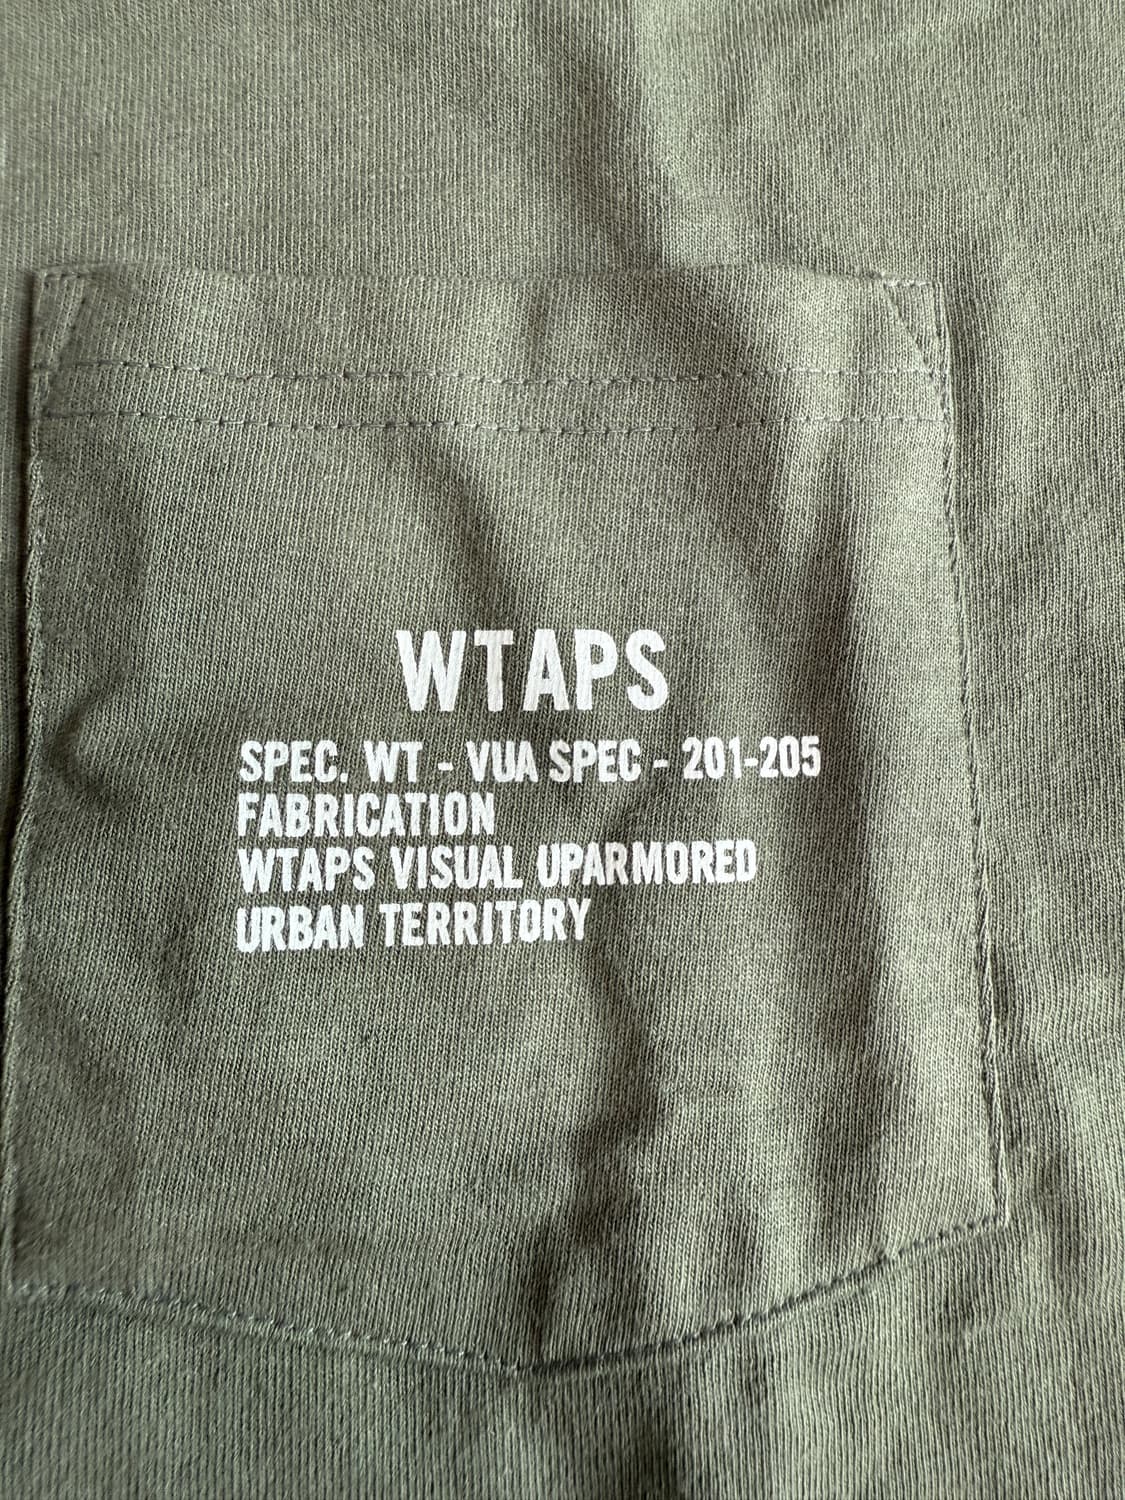 WTAPS
SPEC. WT - VUA SPEC - 201-205
FABRICATION
WTAPS VISUAL UPARMORED
URBAN TERRITORY